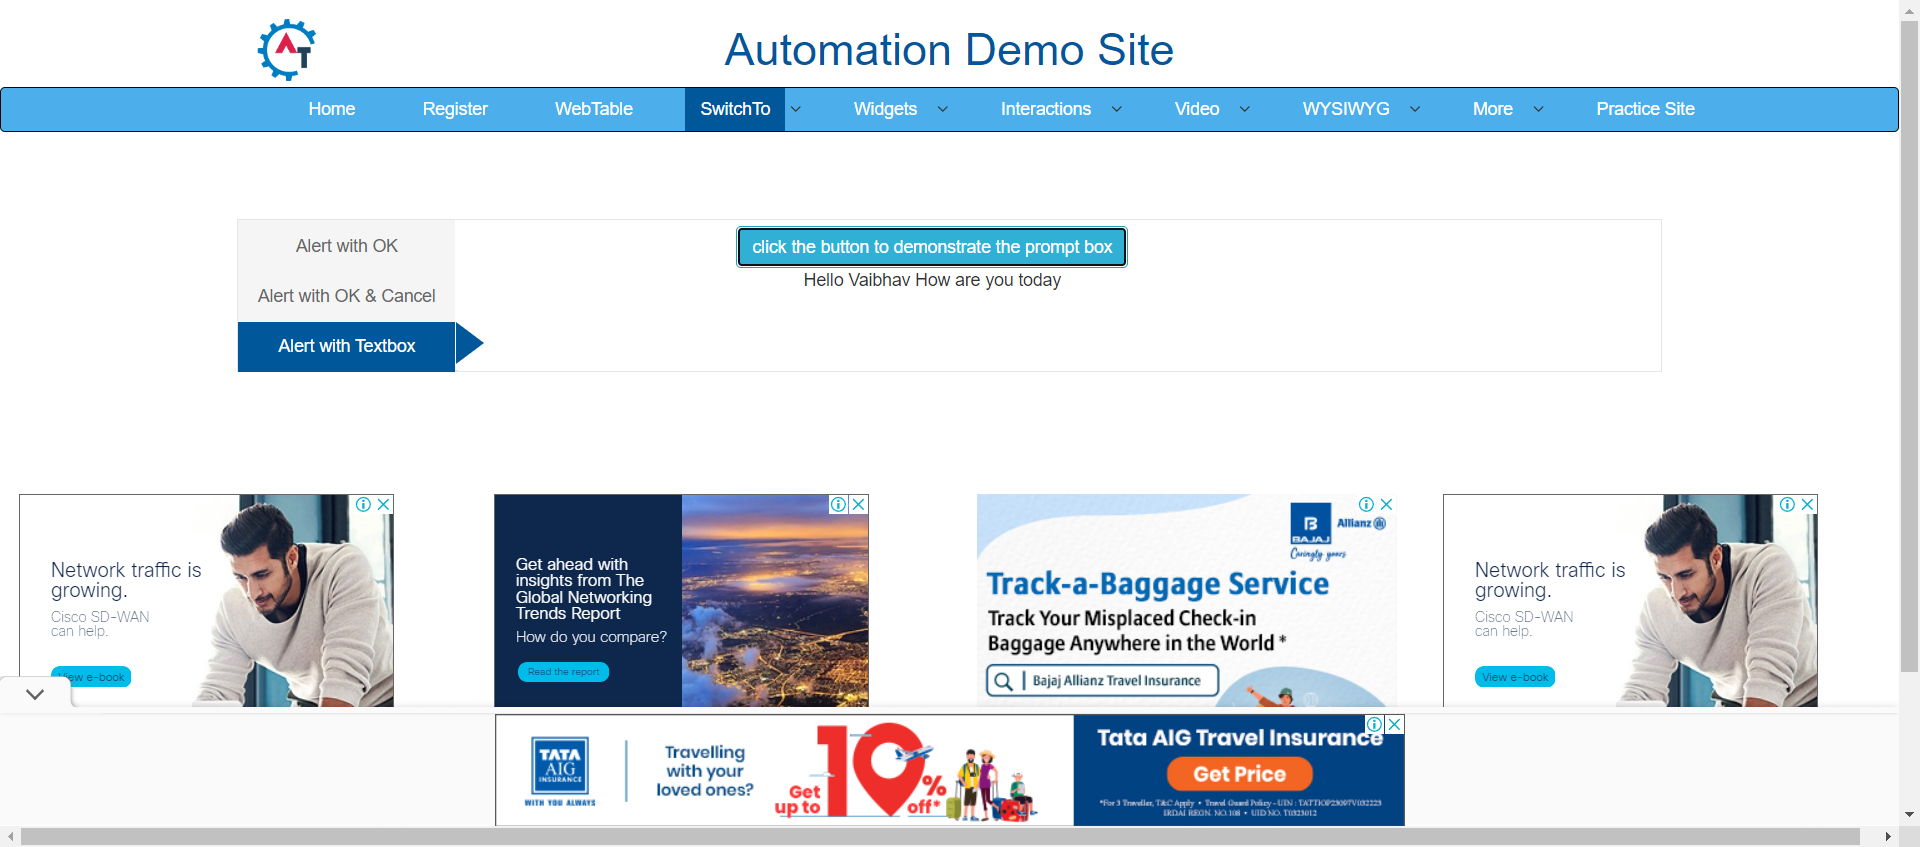 AT
Automation Demo Site
Home Register WebTable SwitchTo Widgets Interactions Video WYSIWYG More Practice Site
Alert with OK
Alert with OK & Cancel
Alert with Textbox
click the button to demonstrate the prompt box
Hello Vaibhav How are you today
Network traffic is
growing.
Cisco SD-WAN
can help.
View e-book
Get ahead with
insights from The
Global Networking
Trends Report
How do you compare?
Read the report
B
BAJAJ
Allianz
Caringly yours
Track-a-Baggage Service
Track Your Misplaced Check-in
Baggage Anywhere in the World *
Bajaj Allianz Travel Insurance
Network traffic is
growing.
Cisco SD-WAN
can help.
View e-book
TATA
AIG
INSURANCE
WITH YOU ALWAYS
Travelling
with your
loved ones?
Get
up to
10%
off*
Tata AIG Travel Insurance
Get Price
*For 3 Traveller, T&C Apply • Travel Guard Policy - UIN : TATTIOP23097V032223
IRDAI REGN. NO. 108 • UID NO. T0323012